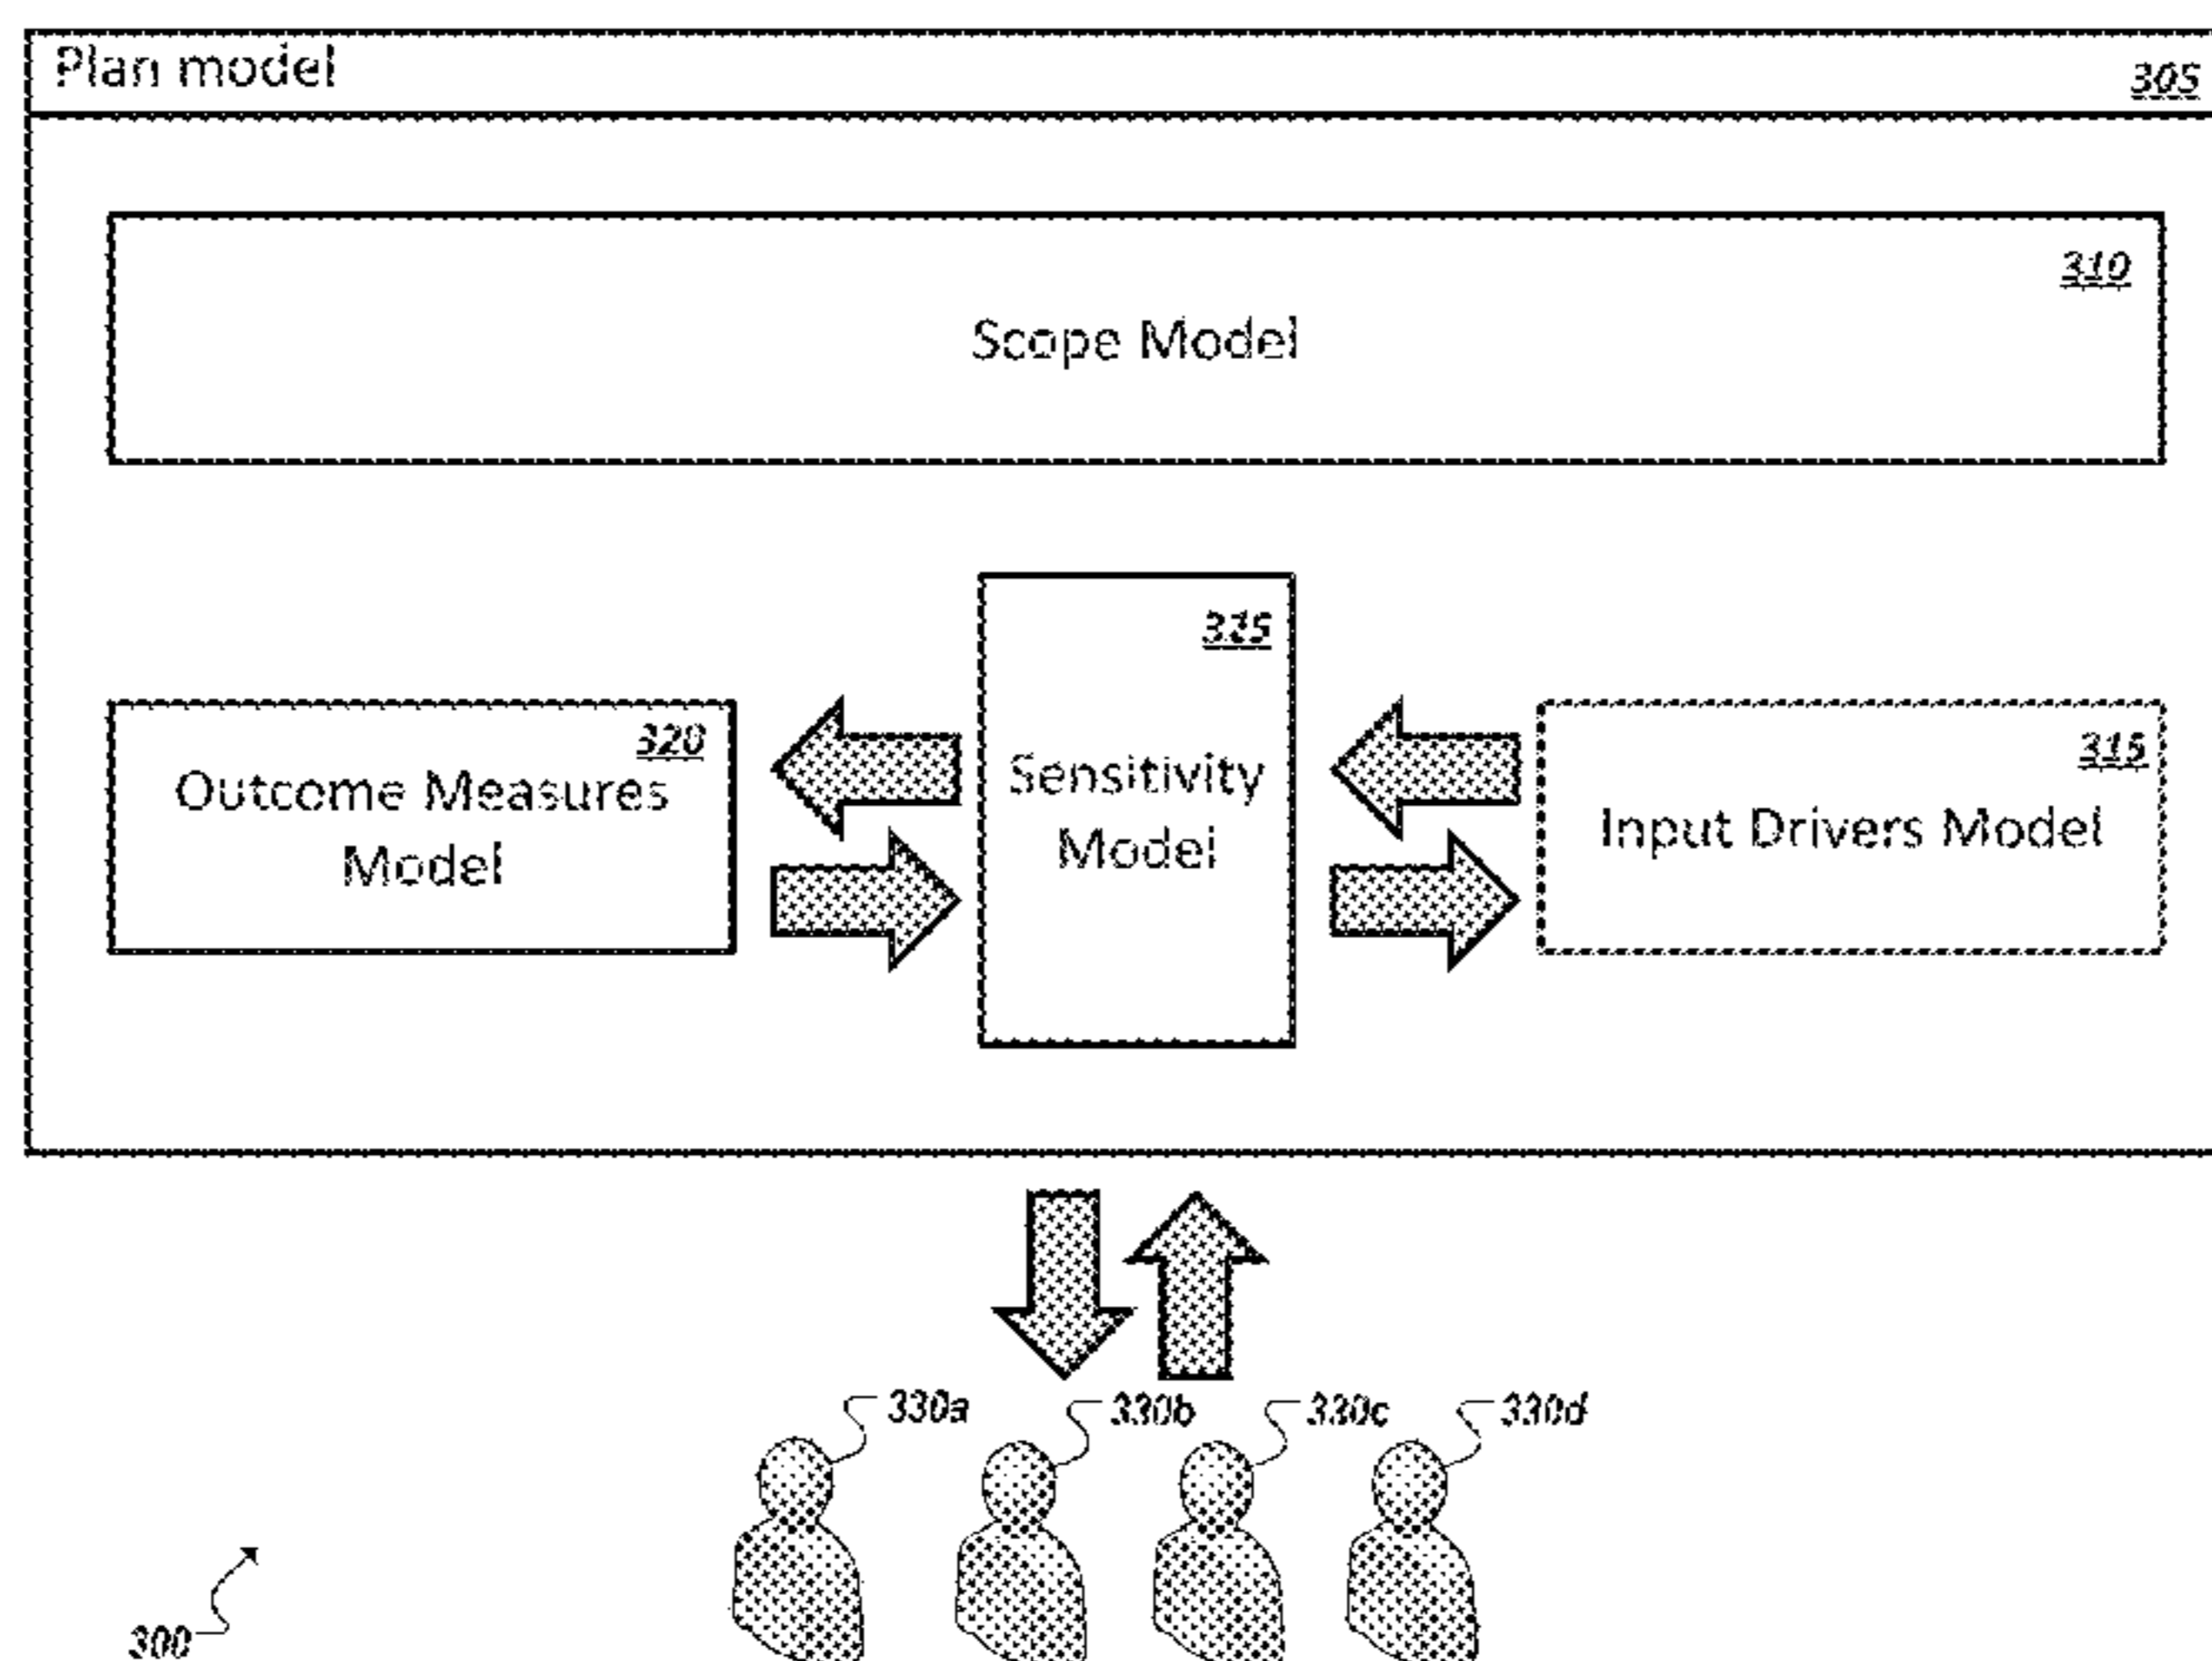 Plan model
305
310
Scope Model
325
Sensitivity
Model
320
Outcome Measures
Model
315
Input Drivers Model
330a
330b
330c
330d
300